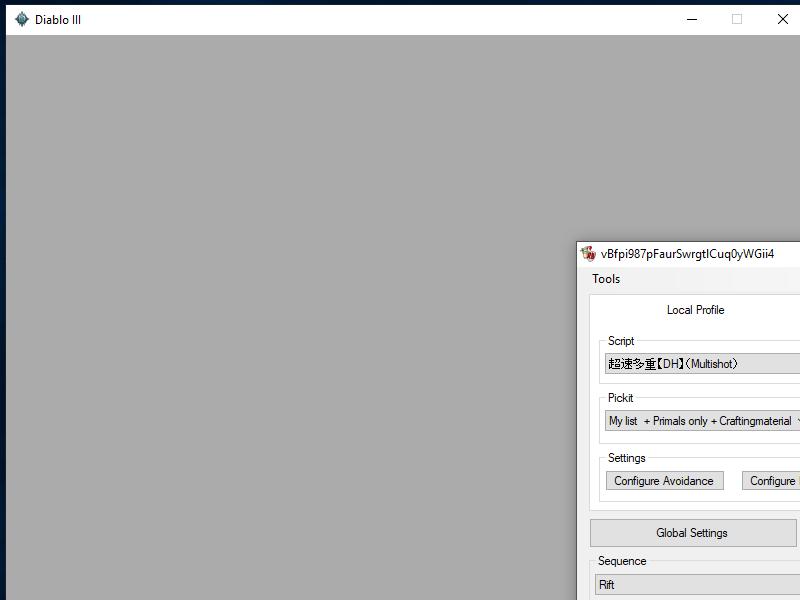 Diablo III
vBfpi987pFaurSwrgtICuq0yWGii4
Tools
Local Profile
Script
超速多重【DH】（Multishot）
Pickit
My list + Primals only + Craftingmaterial
Settings
Configure Avoidance
Configure
Global Settings
Sequence
Rift